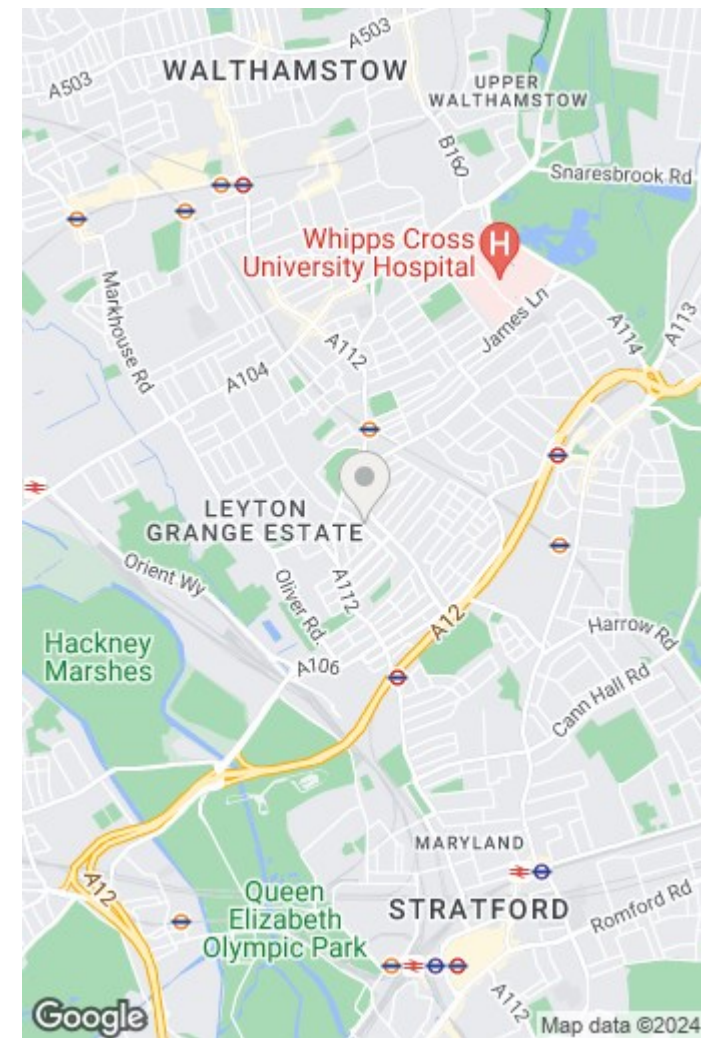 A503
A503
WALTHAMSTOW
UPPER
WALTHAMSTOW
B160
Snaresbrook Rd
Whipps Cross
University Hospital
H
Markhouse Rd
James Ln
A112
A114
A113
A104
LEYTON
GRANGE ESTATE
Orient Wy
Oliver Rd.
A112
A12
Hackney
Marshes
A106
Harrow Rd
Cann Hall Rd
MARYLAND
A12
Queen
Elizabeth
Olympic Park
STRATFORD
Romford Rd
A112
Google
Map data ©2024